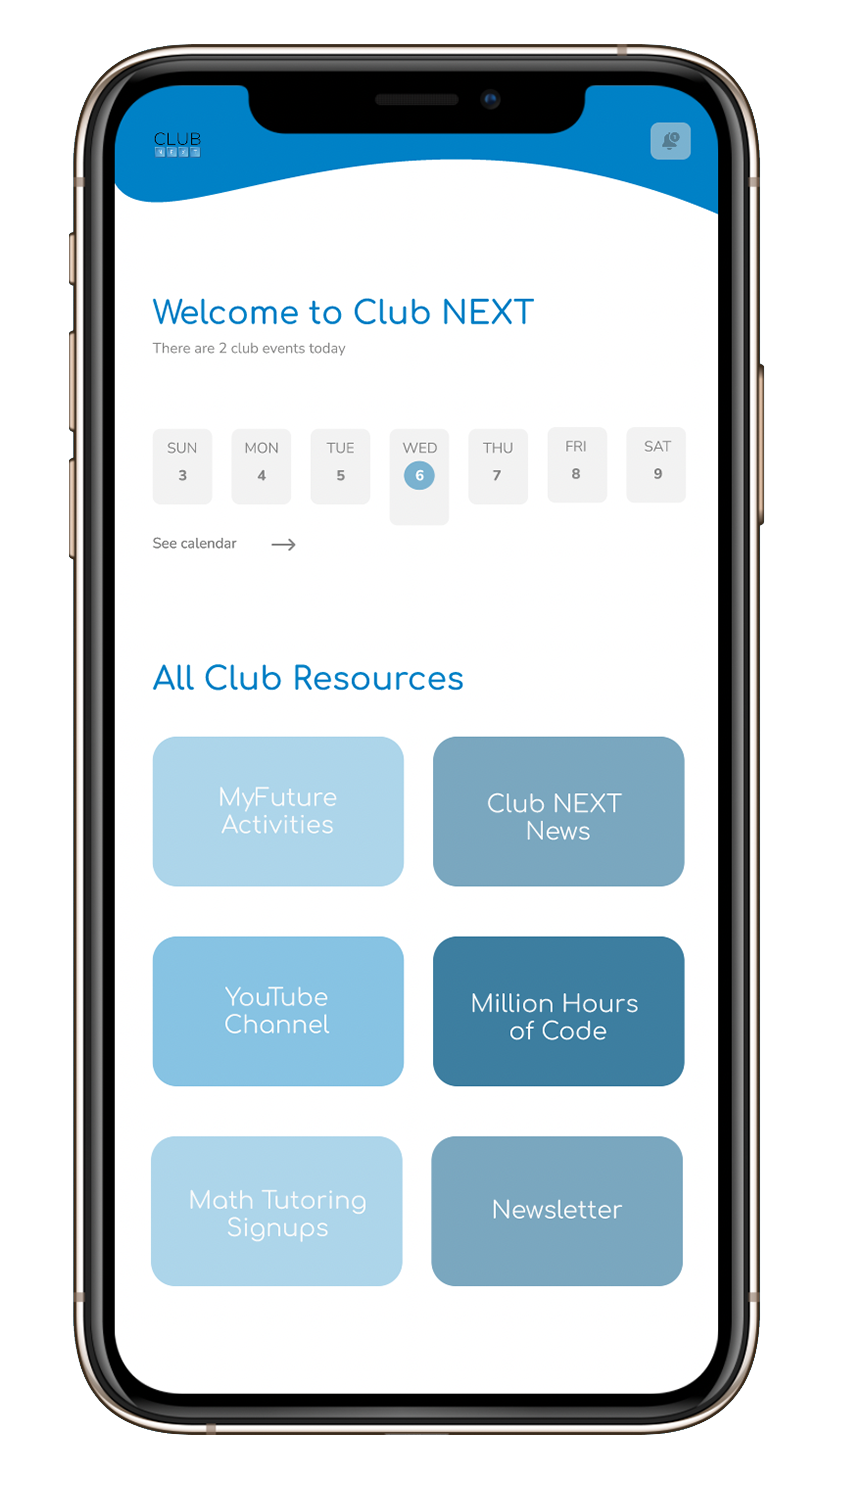 CLUB
NEXT
Welcome to Club NEXT
There are 2 club events today
SUN MON TUE WED THU FRI SAT
3 4 5 6 7 8 9
See calendar
All Club Resources
MyFuture
Activities
Club NEXT
News
YouTube
Channel
Million Hours
of Code
Math Tutoring
Signups
Newsletter